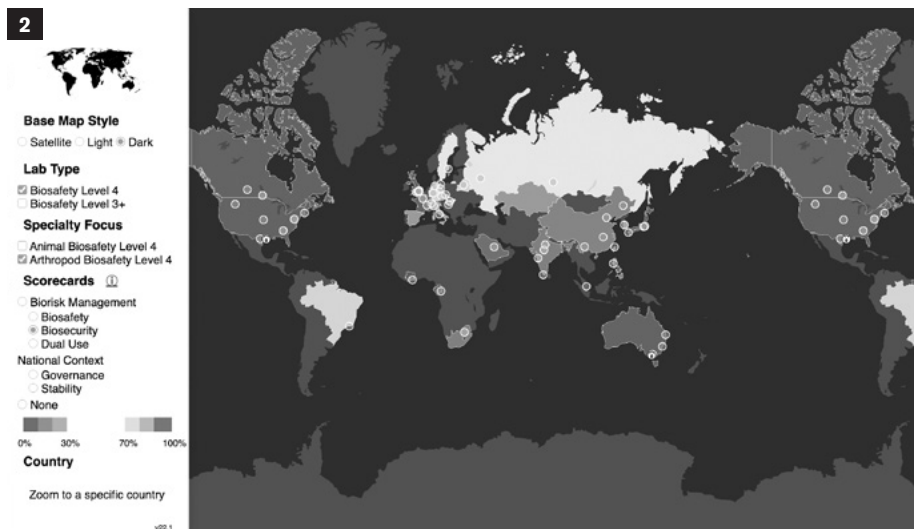 2
Base Map Style
Satellite Light Dark
Lab Type
Biosafety Level 4
Biosafety Level 3+
Specialty Focus
Animal Biosafety Level 4
Arthropod Biosafety Level 4
Scorecards
Biorisk Management
Biosafety
Biosecurity
Dual Use
National Context
Governance
Stability
None
0% 30% 70% 100%
Country
Zoom to a specific country
v22.1